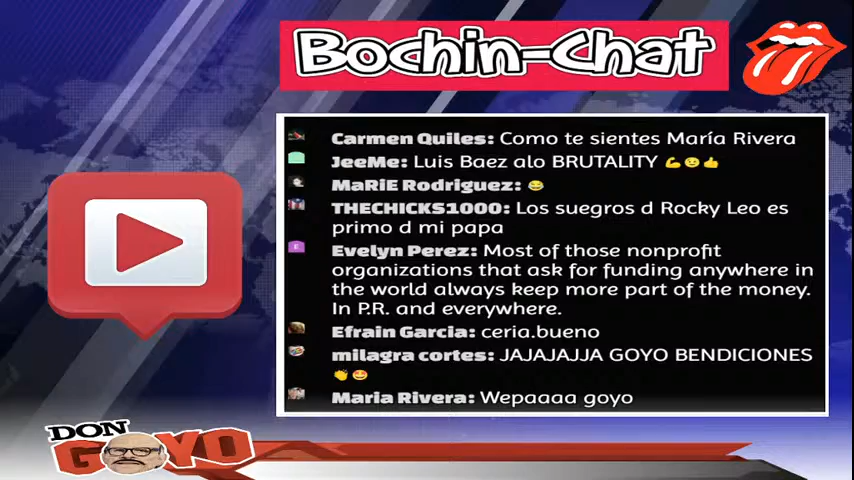 Bochin-Chat
Carmen Quiles: Como te sientes María Rivera
JeeMe: Luis Baez alo BRUTALITY 💪😉👍
MaRiE Rodriguez: 😂
THECHICKS1000: Los suegros d Rocky Leo es
primo d mi papa
Evelyn Perez: Most of those nonprofit
organizations that ask for funding anywhere in
the world always keep more part of the money.
In P.R. and everywhere.
Efrain Garcia: ceria.bueno
milagra cortes: JAJAJAJJA GOYO BENDICIONES
👏🤩
Maria Rivera: Wepaaaa goyo
DON
GOYO